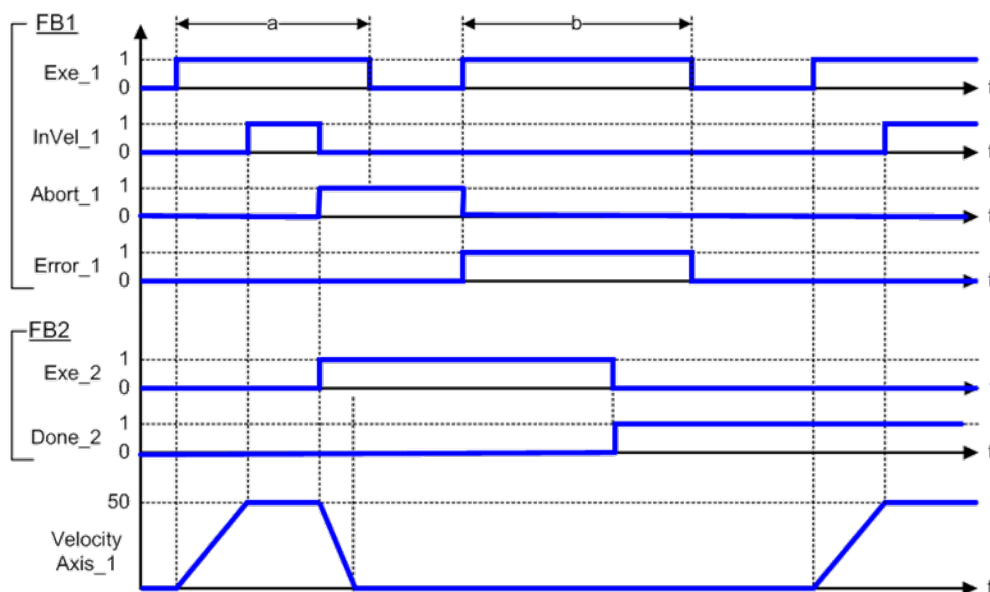 FB1
a
b
Exe_1
1
0
t
InVel_1
1
0
t
Abort_1
1
0
t
Error_1
1
0
t
FB2
Exe_2
1
0
Done_2
1
0
t
50
Velocity
Axis_1
t